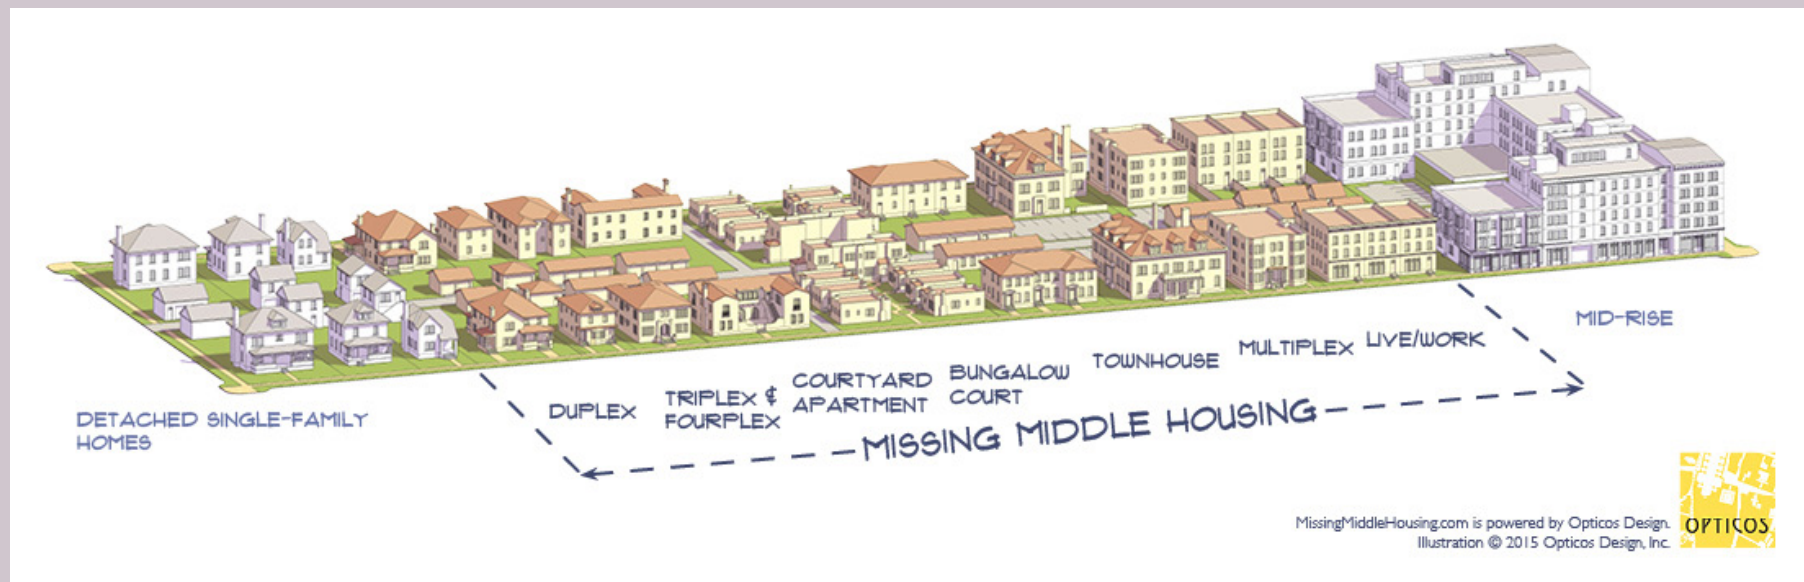 DETACHED SINGLE-FAMILY
HOMES
DUPLEX
TRIPLEX &
FOURPLEX
COURTYARD
APARTMENT
BUNGALOW
COURT
TOWNHOUSE
MULTIPLEX
LIVE/WORK
MID-RISE
MISSING MIDDLE HOUSING
MissingMiddleHousing.com is powered by Opticos Design.
Illustration © 2015 Opticos Design, Inc.
OPTICOS